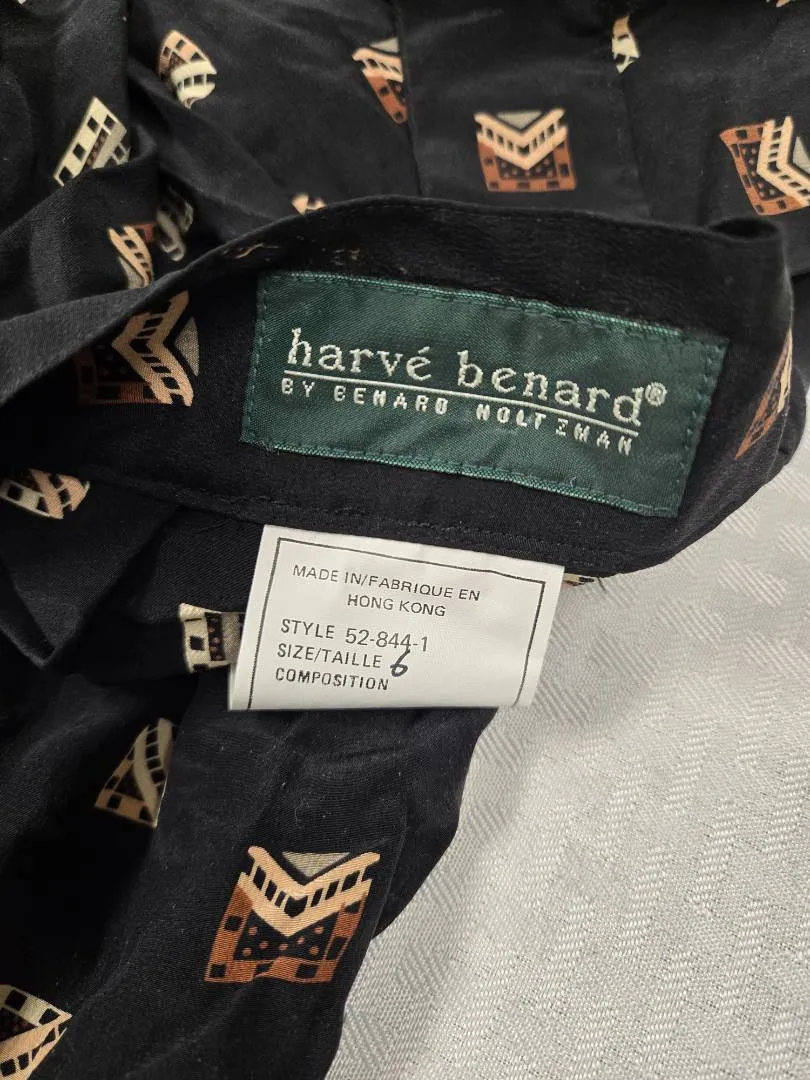 harvé benard®
BY BENARD HOLTZMAN
MADE IN/FABRIQUE EN
HONG KONG
STYLE 52-844-1
SIZE/TAILLE 6
COMPOSITION